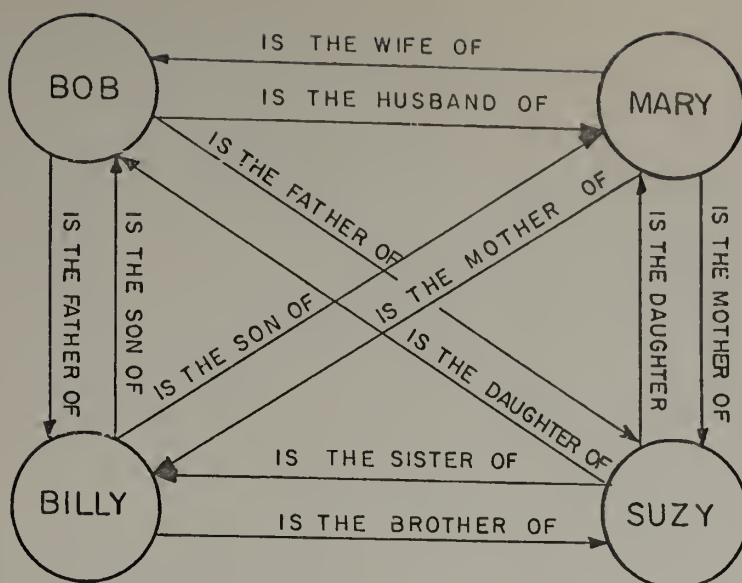 IS THE WIFE OF
BOB
MARY
IS THE HUSBAND OF
IS THE FATHER OF
IS THE MOTHER OF
IS THE FATHER OF
IS THE SON OF
IS THE SON OF
IS THE DAUGHTER OF
IS THE DAUGHTER
IS THE MOTHER OF
IS THE SISTER OF
BILLY
SUZY
IS THE BROTHER OF